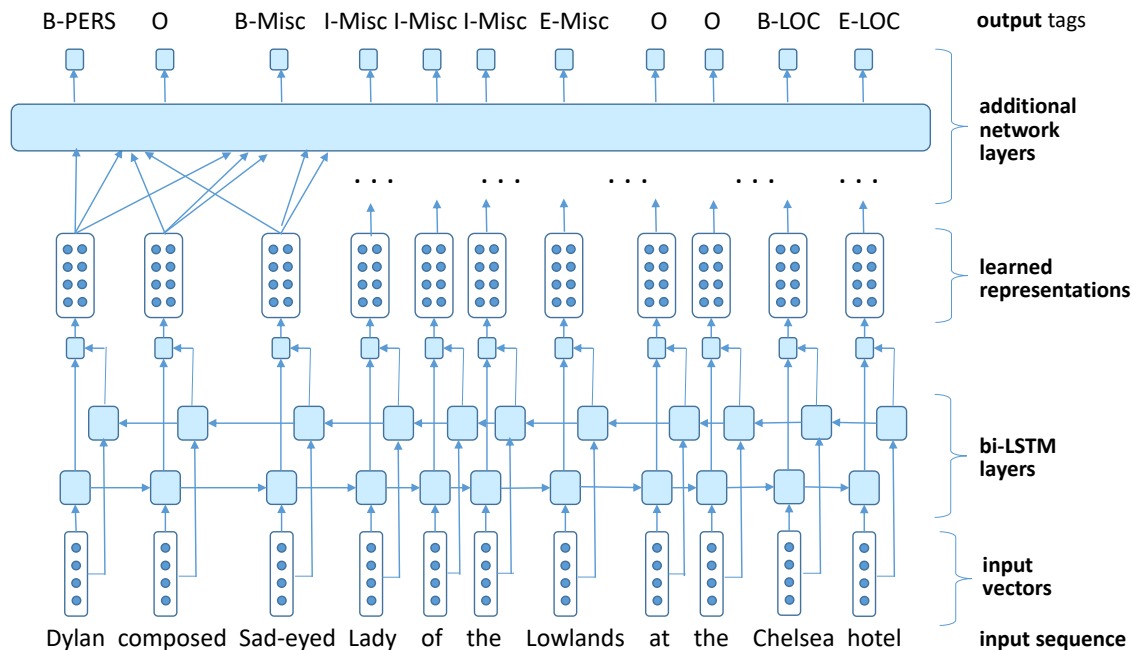 B-PERS O B-Misc I-Misc I-Misc I-Misc E-Misc O O B-LOC E-LOC output tags
additional
network
layers
. . . . . . . . . . . . . . .
learned
representations
bi-LSTM
layers
input
vectors
Dylan composed Sad-eyed Lady of the Lowlands at the Chelsea hotel input sequence